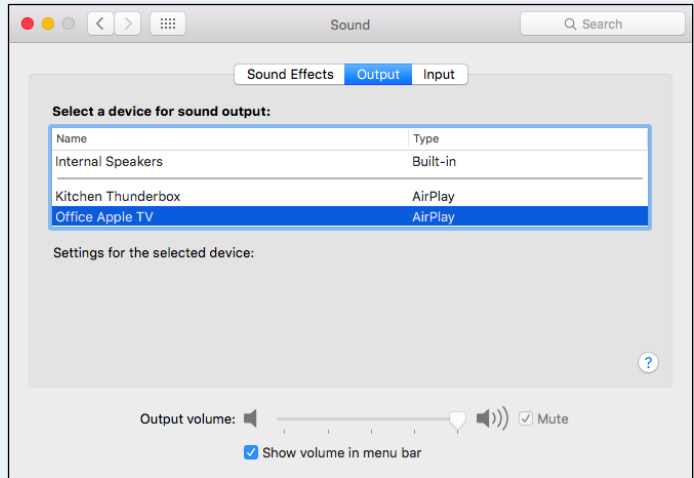 Sound
Search
Sound Effects Output Input
Select a device for sound output:
Name Type
Internal Speakers Built-in
Kitchen Thunderbox AirPlay
Office Apple TV AirPlay
Settings for the selected device:
?
Output volume: Mute
Show volume in menu bar